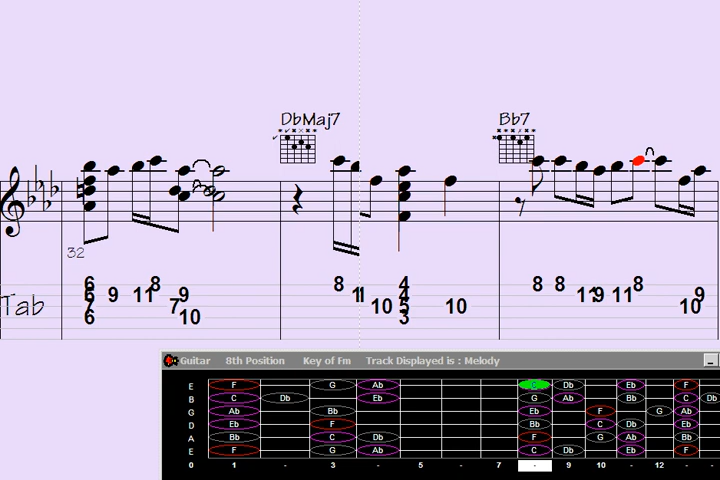 DbMaj7 Bb7
32
6 8 8 4 8 8 8
6 9 11 9 11 4 11 9 11 9
Tab 7 7 10 5 10 10
6 10 3
Guitar 8th Position Key of Fm Track Displayed is : Melody
E F G Ab C Db Eb F
B C Db Eb G Ab Bb C Db
G Ab Bb Eb F G Ab
D Eb F Bb C Db Eb
A Bb C Db F G Ab Bb
E F G Ab C Db Eb F
0 1 - 3 - 5 - 7 - 9 10 - 12 -